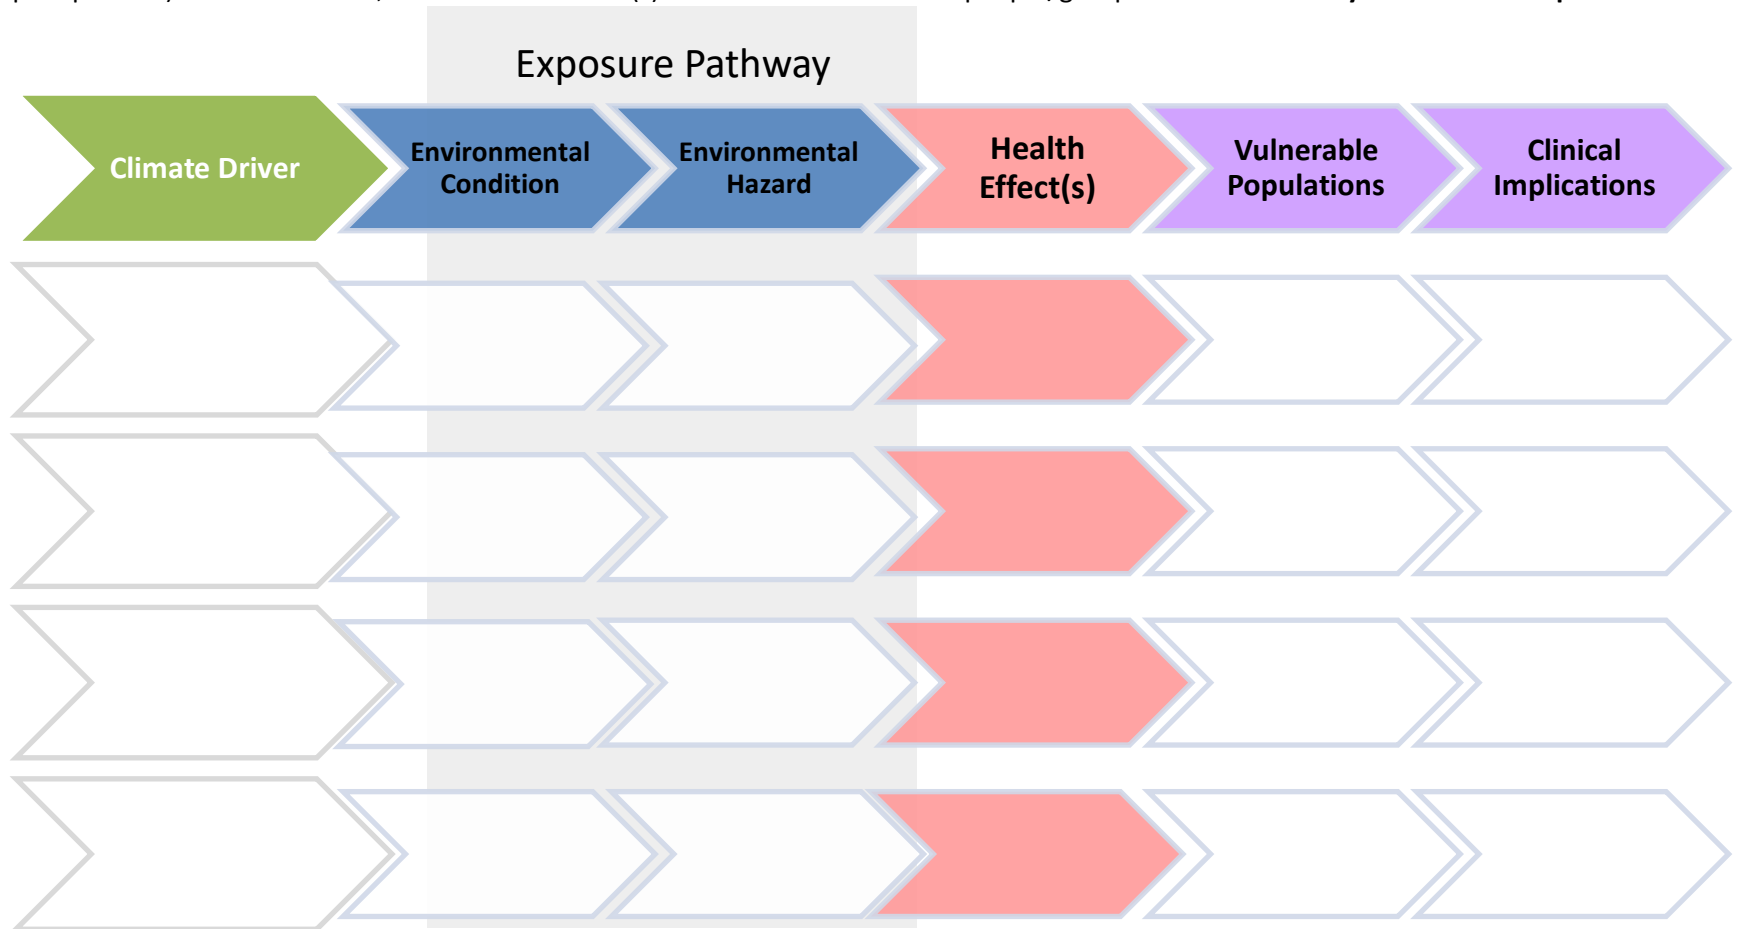 Exposure Pathway
Climate Driver
Environmental
Condition
Environmental
Hazard
Health
Effect(s)
Vulnerable
Populations
Clinical
Implications